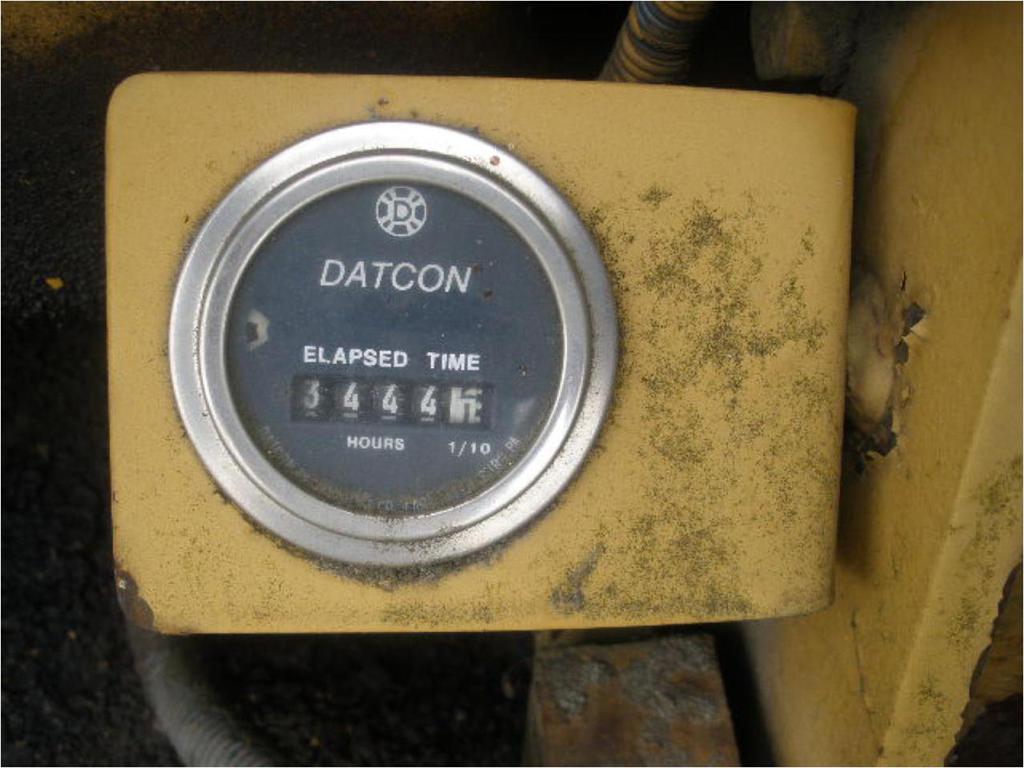 D
DATCON
ELAPSED TIME
3444
HOURS 1/10